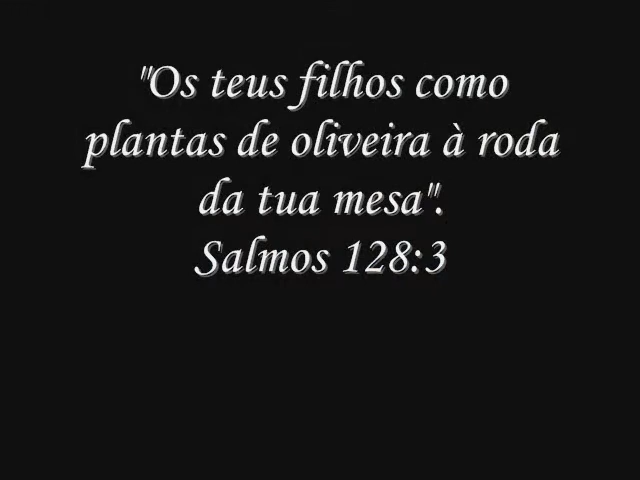 "Os teus filhos como
plantas de oliveira à roda
da tua mesa".
Salmos 128:3